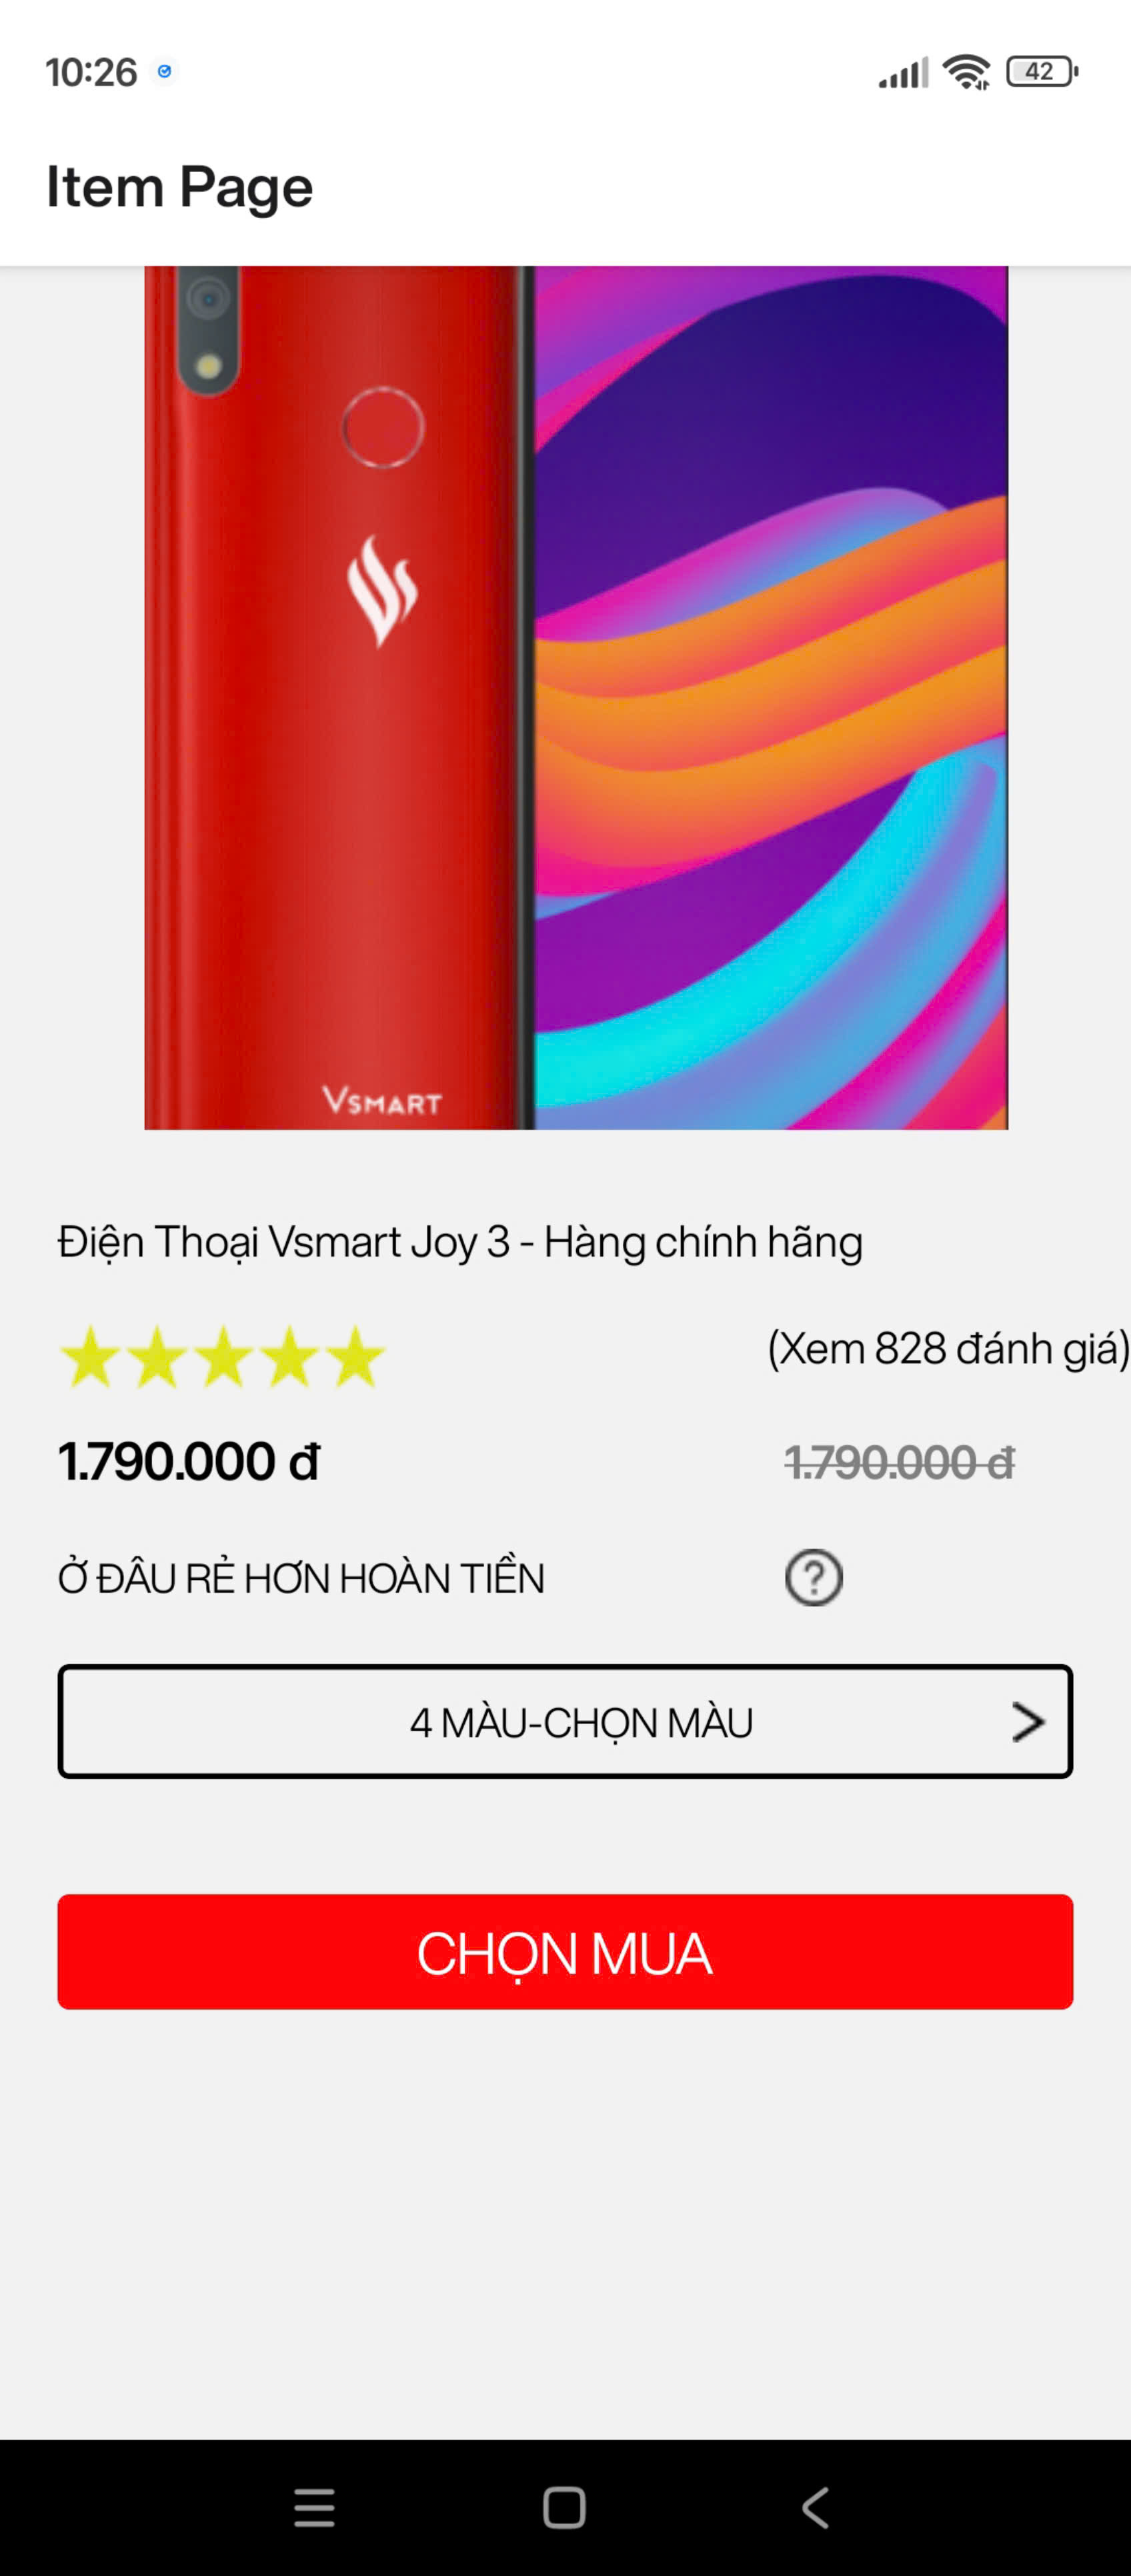 10:26
42
Item Page
VSMART
Điện Thoại Vsmart Joy 3 - Hàng chính hãng
(Xem 828 đánh giá)
1.790.000 đ
1.790.000 đ
Ở ĐÂU RẺ HƠN HOÀN TIỀN
?
4 MÀU-CHỌN MÀU
CHỌN MUA